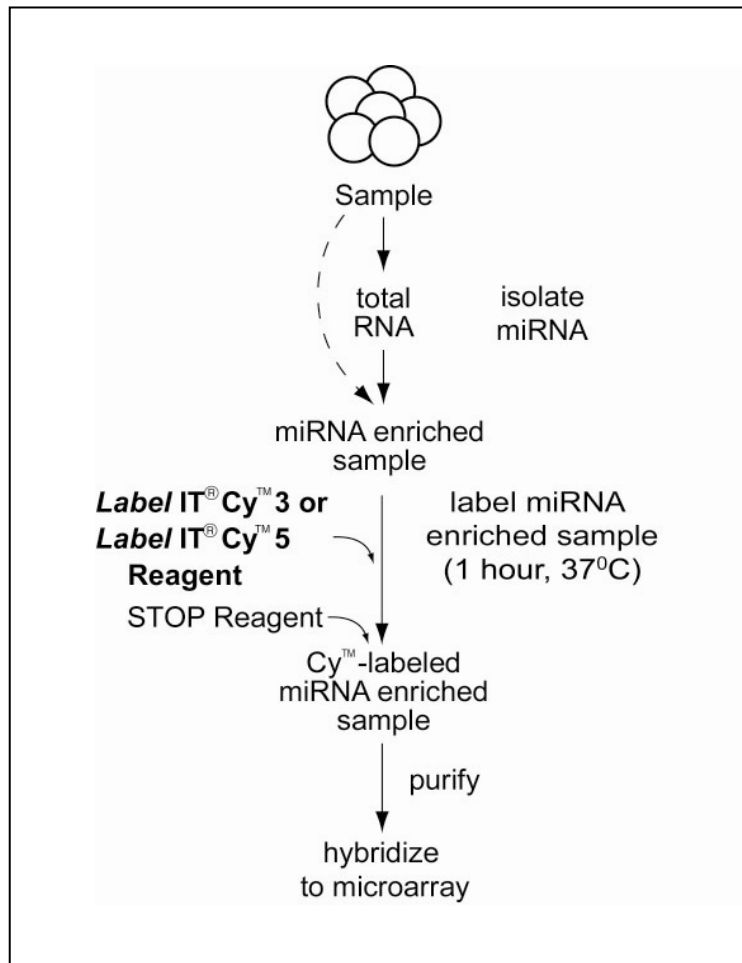 Sample
total
RNA
isolate
miRNA
miRNA enriched
sample
Label IT® Cy™ 3 or
Label IT® Cy™ 5
Reagent
label miRNA
enriched sample
(1 hour, 37⁰C)
STOP Reagent
Cy™-labeled
miRNA enriched
sample
purify
hybridize
to microarray